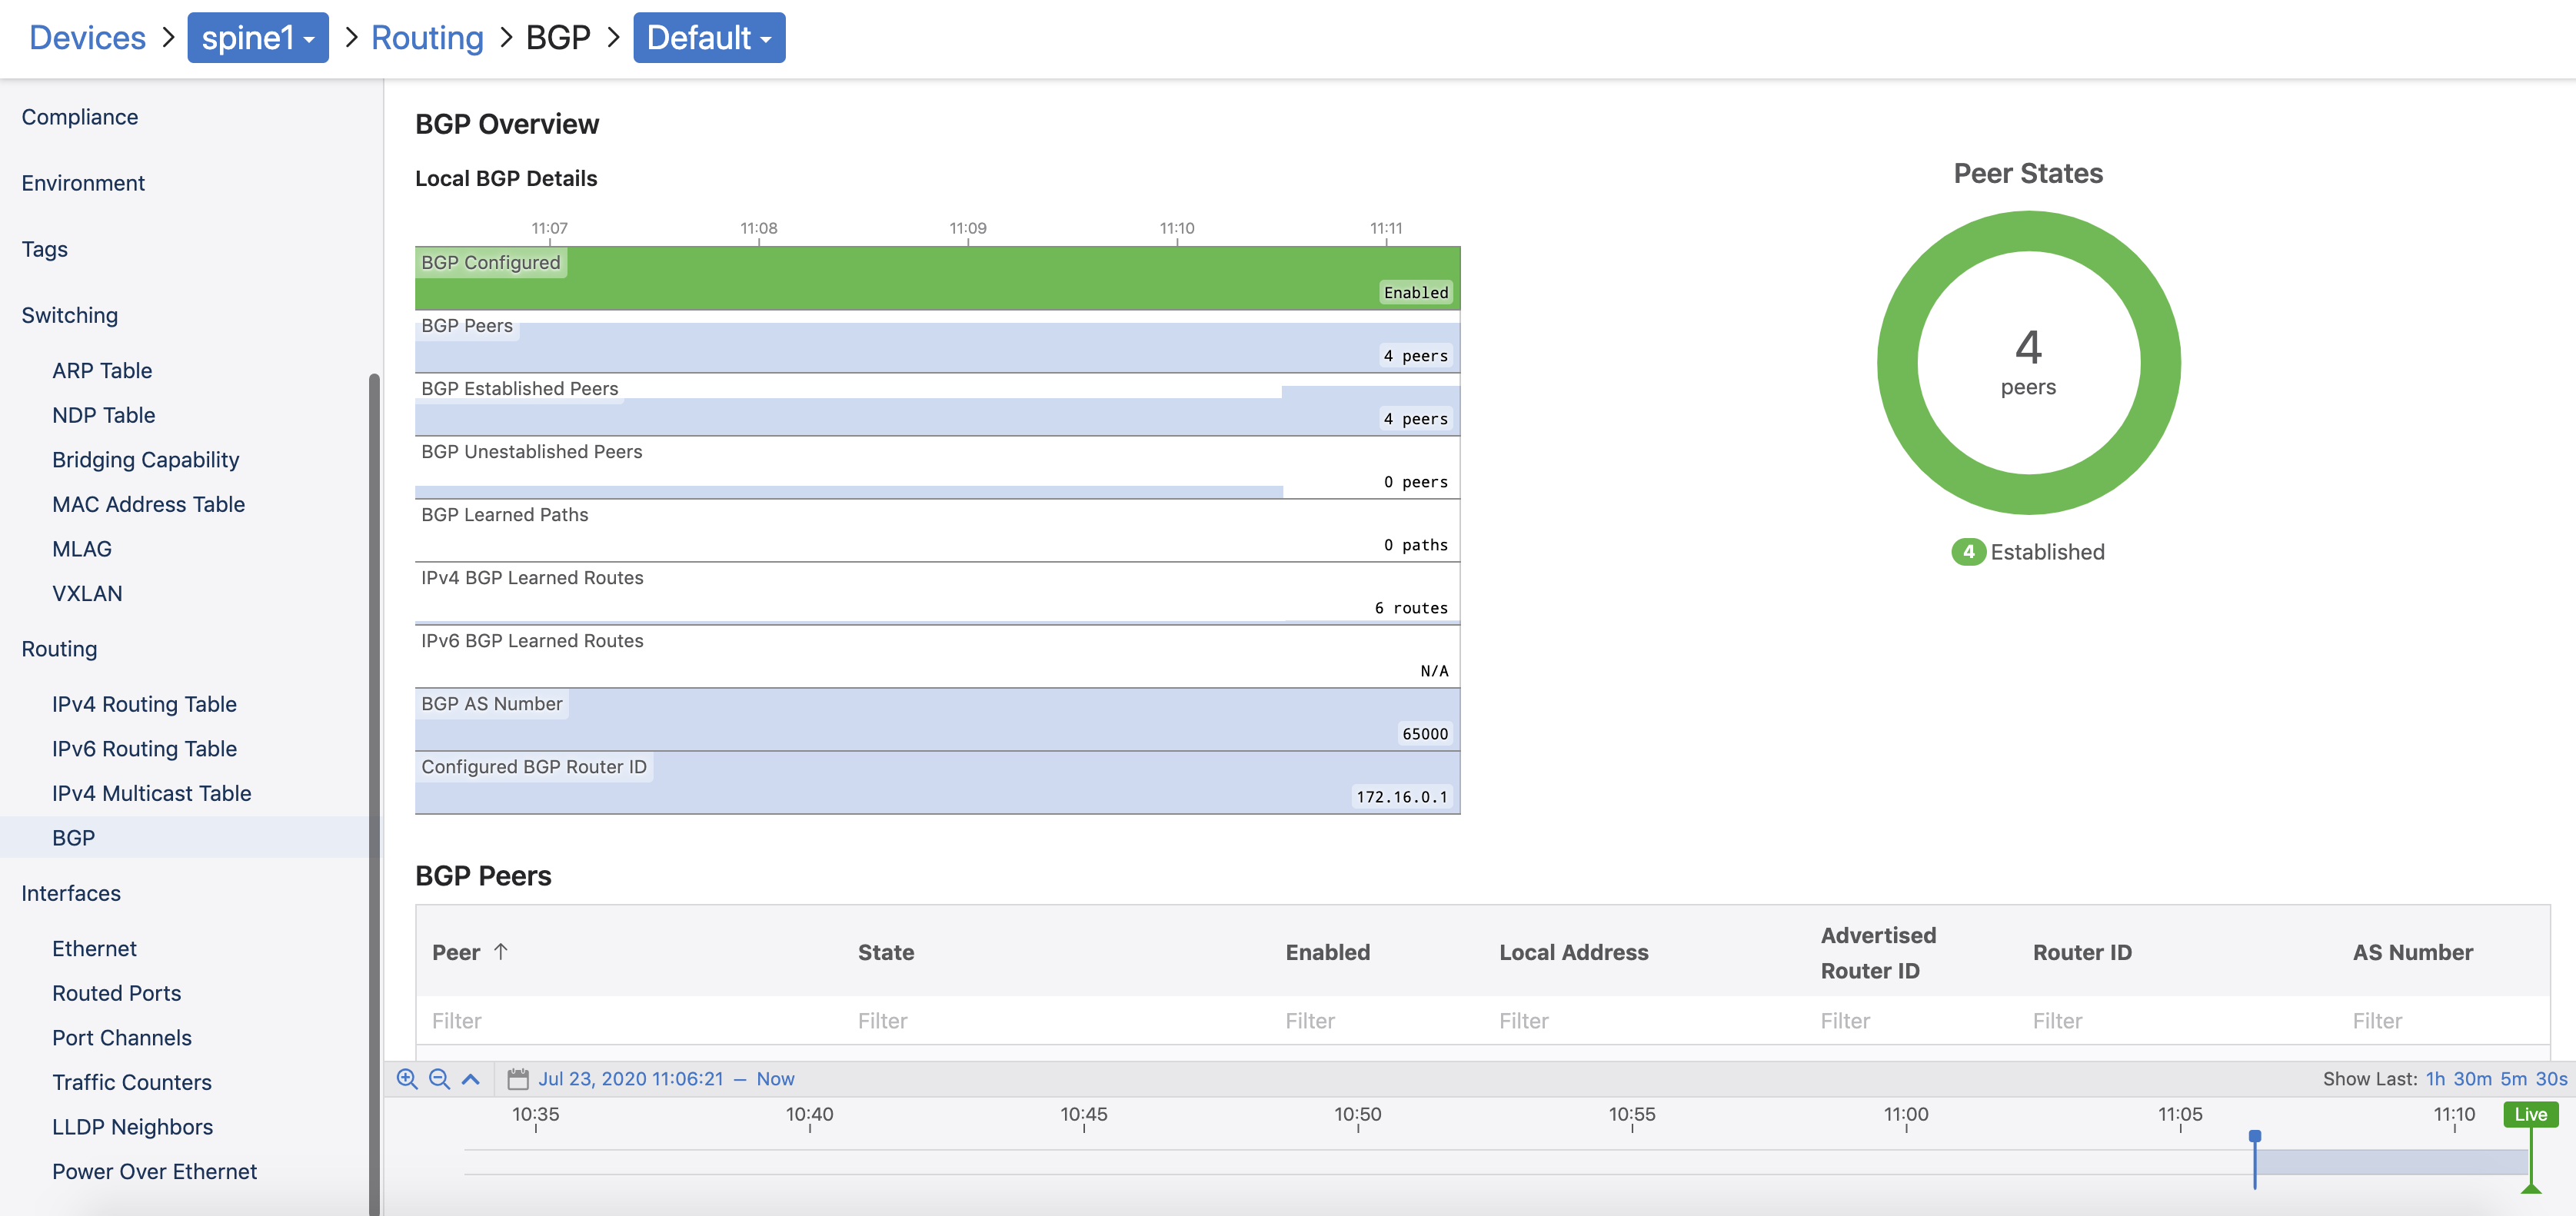 Devices > spine1 > Routing > BGP > Default
Compliance
Environment
Tags
Switching
ARP Table
NDP Table
Bridging Capability
MAC Address Table
MLAG
VXLAN
Routing
IPv4 Routing Table
IPv6 Routing Table
IPv4 Multicast Table
BGP
Interfaces
Ethernet
Routed Ports
Port Channels
Traffic Counters
LLDP Neighbors
Power Over Ethernet
BGP Overview
Local BGP Details
11:07 11:08 11:09 11:10 11:11
BGP Configured
Enabled
BGP Peers
4 peers
BGP Established Peers
4 peers
BGP Unestablished Peers
0 peers
BGP Learned Paths
0 paths
IPv4 BGP Learned Routes
6 routes
IPv6 BGP Learned Routes
N/A
BGP AS Number
65000
Configured BGP Router ID
172.16.0.1
Peer States
4
peers
4 Established
BGP Peers
Peer ↑ State Enabled Local Address Advertised Router ID Router ID AS Number
Filter Filter Filter Filter Filter Filter Filter
Jul 23, 2020 11:06:21 – Now
Show Last: 1h 30m 5m 30s
10:35 10:40 10:45 10:50 10:55 11:00 11:05 11:10 Live